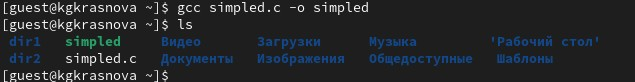 [guest@kgkrasnova ~]$ gcc simpled.c -o simpled
[guest@kgkrasnova ~]$ ls
dir1 simpled Видео Загрузки Музыка 'Рабочий стол'
dir2 simpled.c Документы Изображения Общедоступные Шаблоны
[guest@kgkrasnova ~]$